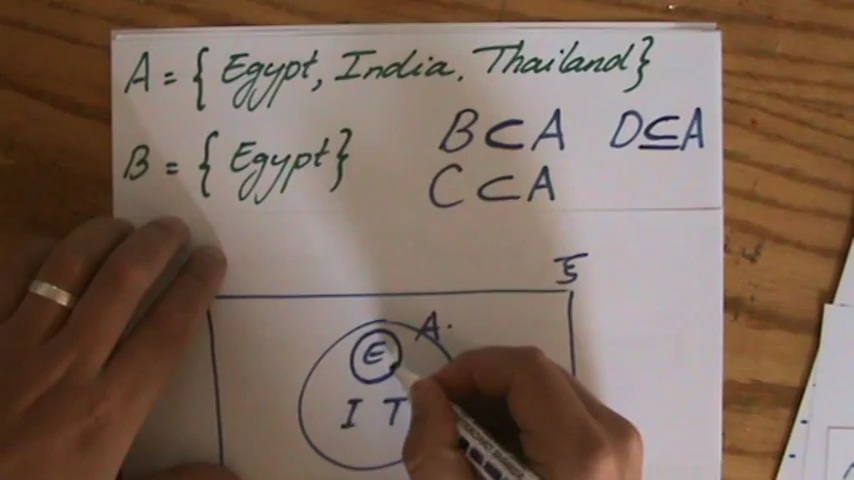 A = { Egypt, India, Thailand}
B ⊂ A D ⊆ A
B = { Egypt}
C ⊂ A
ξ
A.
E
I T